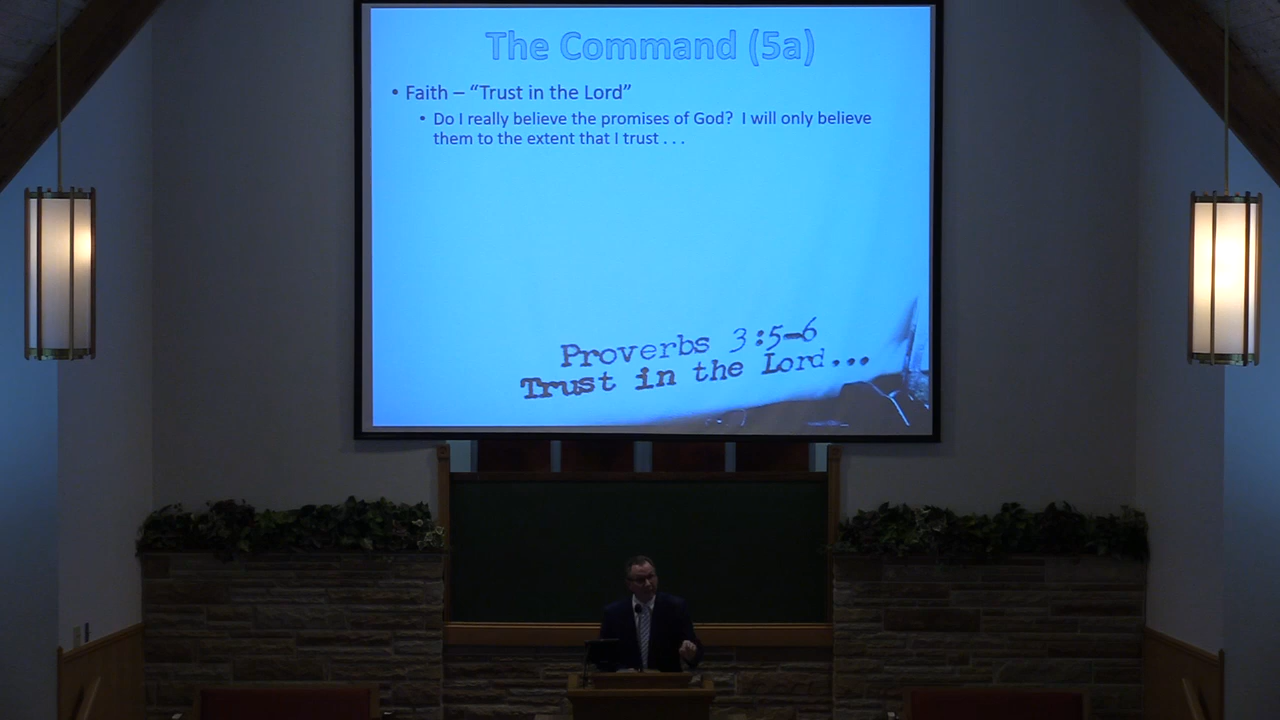 The Command (5a)
• Faith – “Trust in the Lord”
• Do I really believe the promises of God? I will only believe
them to the extent that I trust . . .
Proverbs 3:5-6
Trust in the Lord...